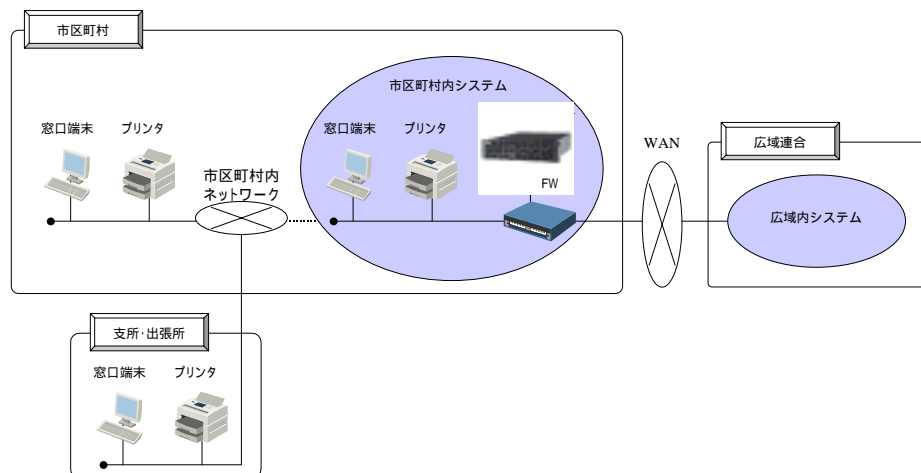 市区町村
市区町村内システム
窓口端末
プリンタ
窓口端末
プリンタ
FW
市区町村内
ネットワーク
WAN
広域連合
広域内システム
支所・出張所
窓口端末
プリンタ